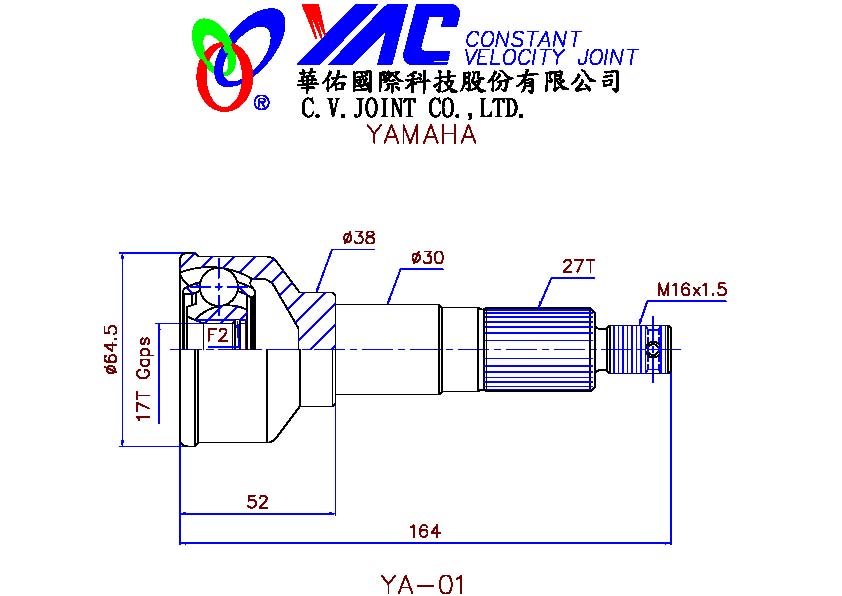 YAC CONSTANT
VELOCITY JOINT
®
華佑國際科技股份有限公司
C.V.JOINT CO.,LTD.
YAMAHA
ø38
ø30
27T
M16x1.5
ø64.5
17T Gaps
F2
52
164
YA-01